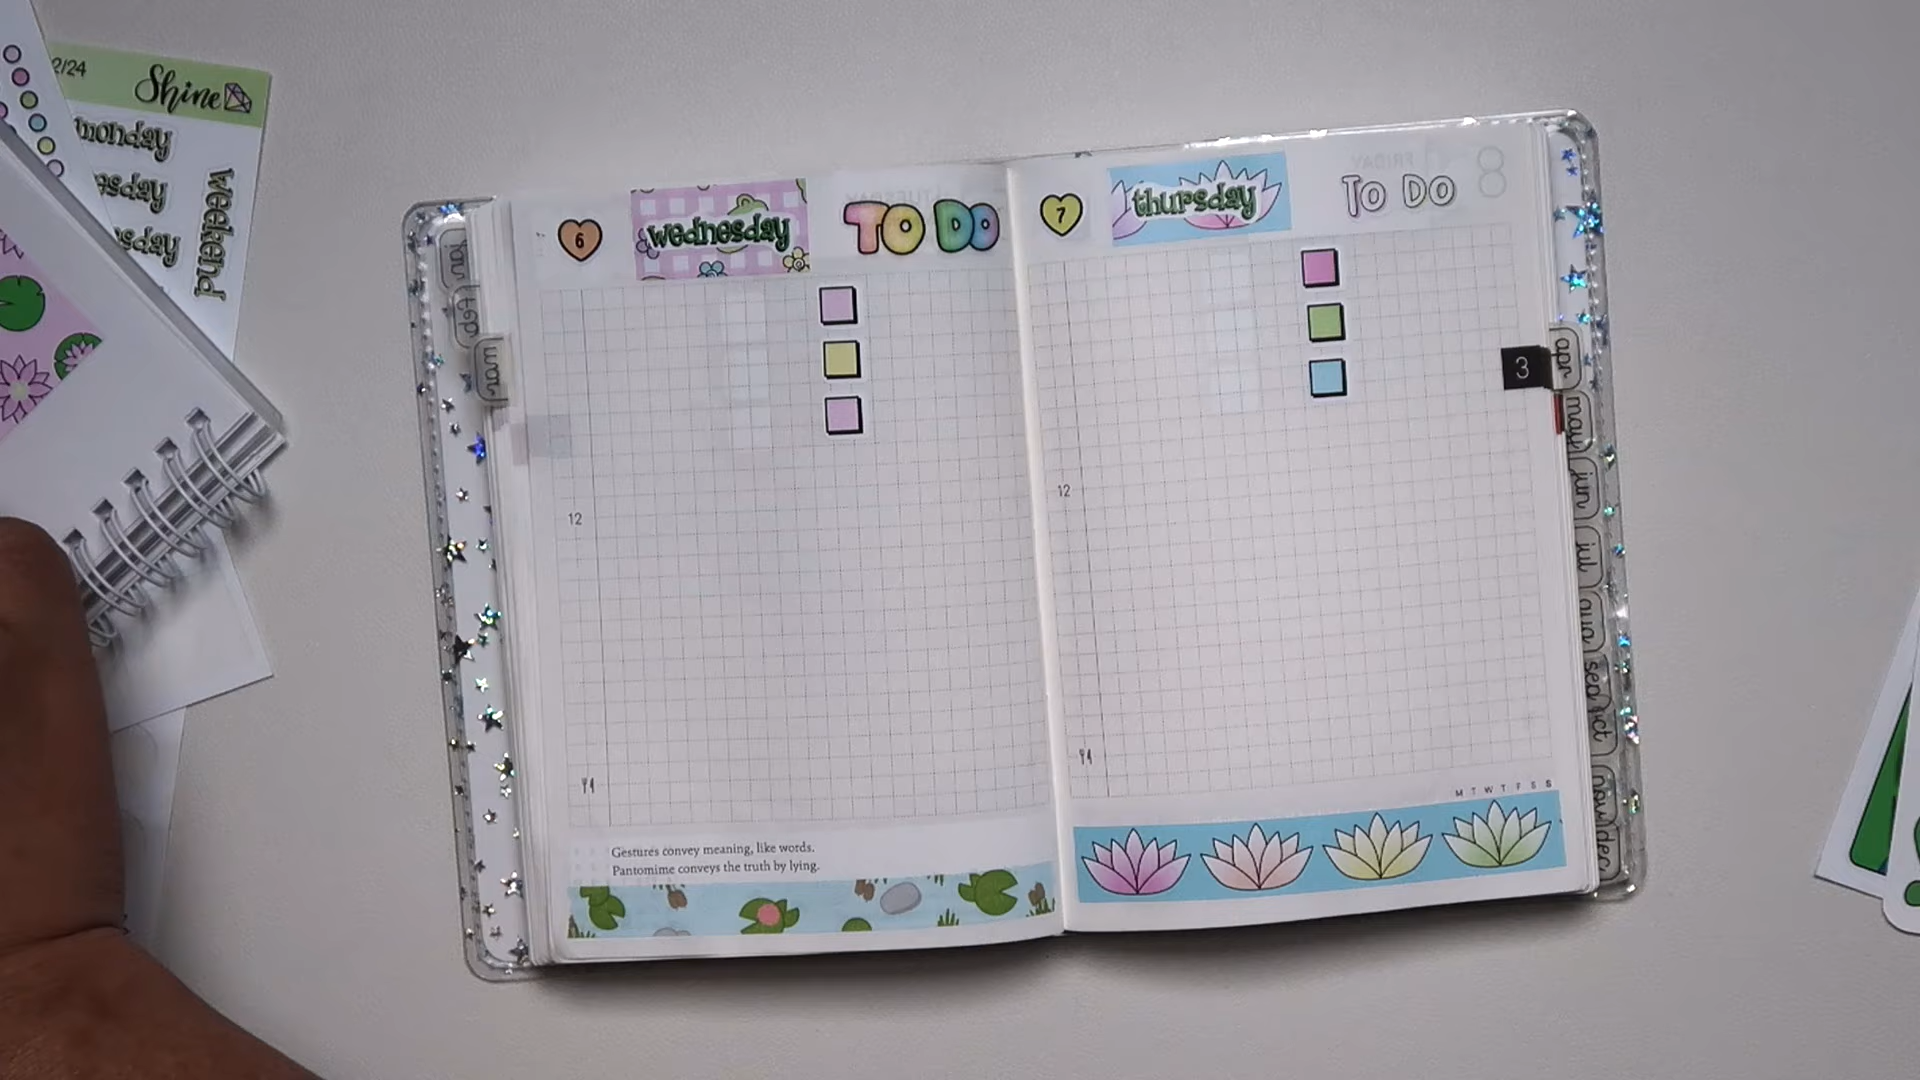 2/24
Shine
monday
weekend
6
wednesday
TO DO
12
Gestures convey meaning, like words.
Pantomime conveys the truth by lying.
7
thursday
TO DO
FRIDAY
8
TUESDAY
12
3
M T W T F S S
jan
feb
mar
apr
may
jun
jul
aug
sep
oct
nov
dec